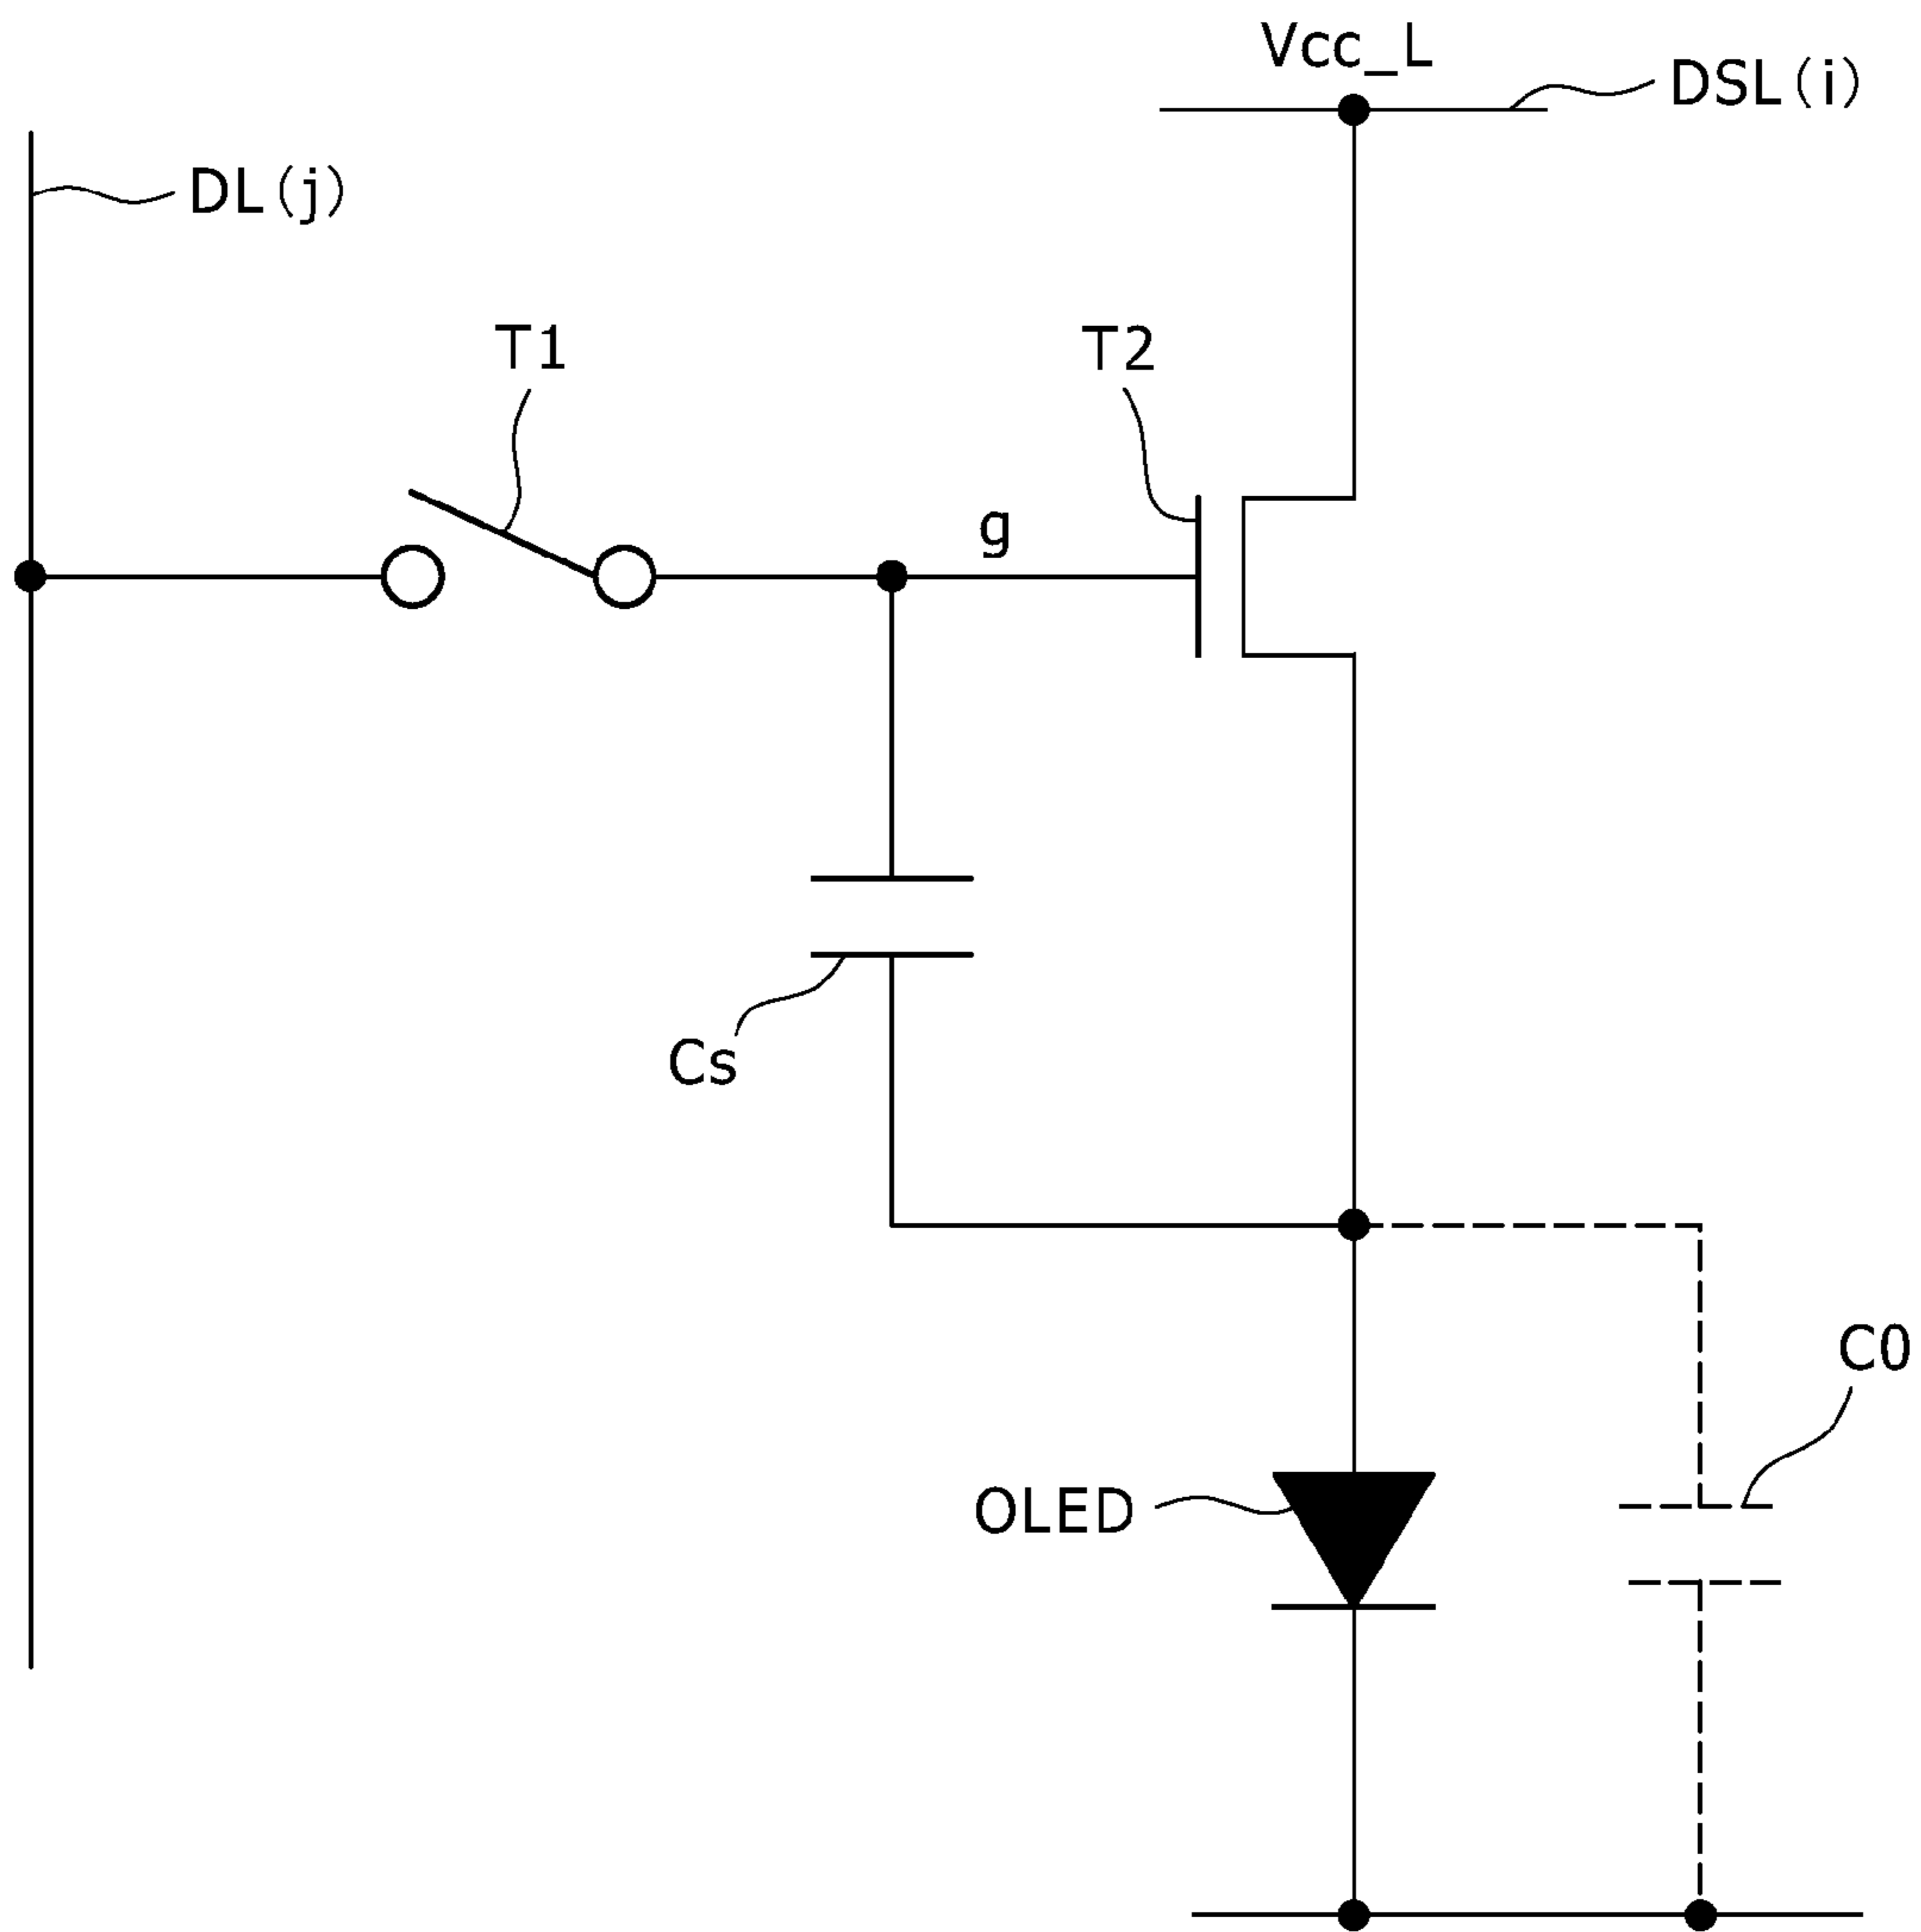 Vcc_L
DSL(i)
DL(j)
T1
T2
g
Cs
C0
OLED